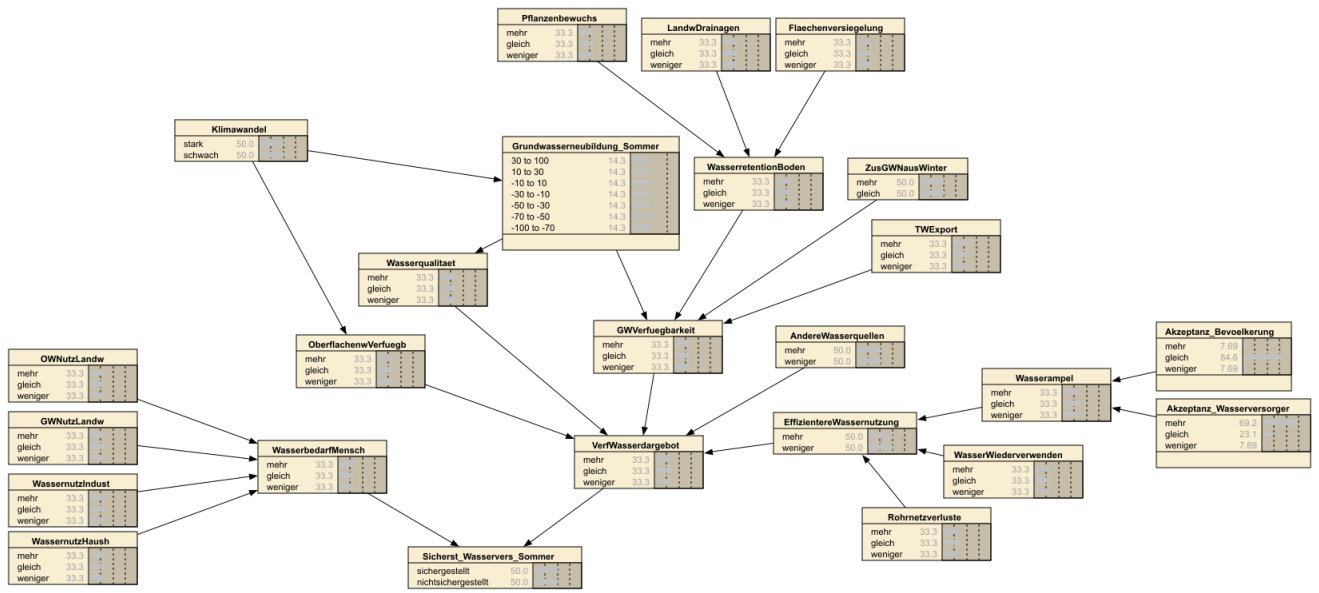 Pflanzenbewuchs
mehr 33.3
gleich 33.3
weniger 33.3
LandwDrainagen
mehr 33.3
gleich 33.3
weniger 33.3
Flaechenversiegelung
mehr 33.3
gleich 33.3
weniger 33.3
Klimawandel
stark 50.0
schwach 50.0
Grundwasserneubildung_Sommer
30 to 100 14.3
10 to 30 14.3
-10 to 10 14.3
-30 to -10 14.3
-50 to -30 14.3
-70 to -50 14.3
-100 to -70 14.3
WasserretentionBoden
mehr 33.3
gleich 33.3
weniger 33.3
ZusGWNausWinter
mehr 50.0
gleich 50.0
TWExport
mehr 33.3
gleich 33.3
weniger 33.3
Wasserqualitaet
mehr 33.3
gleich 33.3
weniger 33.3
GWVerfuegbarkeit
mehr 33.3
gleich 33.3
weniger 33.3
AndereWasserquellen
mehr 50.0
weniger 50.0
Akzeptanz_Bevoelkerung
mehr 7.69
gleich 84.6
weniger 7.69
OberflachenwVerfuegb
mehr 33.3
gleich 33.3
weniger 33.3
OWNutzLandw
mehr 33.3
gleich 33.3
weniger 33.3
Wasserampel
mehr 33.3
gleich 33.3
weniger 33.3
Akzeptanz_Wasserversorger
mehr 69.2
gleich 23.1
weniger 7.69
GWNutzLandw
mehr 33.3
gleich 33.3
weniger 33.3
EffizientereWassernutzung
mehr 50.0
weniger 50.0
WasserbedarfMensch
mehr 33.3
gleich 33.3
weniger 33.3
VerfWasserdargebot
mehr 33.3
gleich 33.3
weniger 33.3
WasserWiederverwenden
mehr 33.3
gleich 33.3
weniger 33.3
WassernutzIndust
mehr 33.3
gleich 33.3
weniger 33.3
Rohrnetzverluste
mehr 33.3
gleich 33.3
weniger 33.3
WassernutzHaush
mehr 33.3
gleich 33.3
weniger 33.3
Sicherst_Wasservers_Sommer
sichergestellt 50.0
nichtsichergestellt 50.0